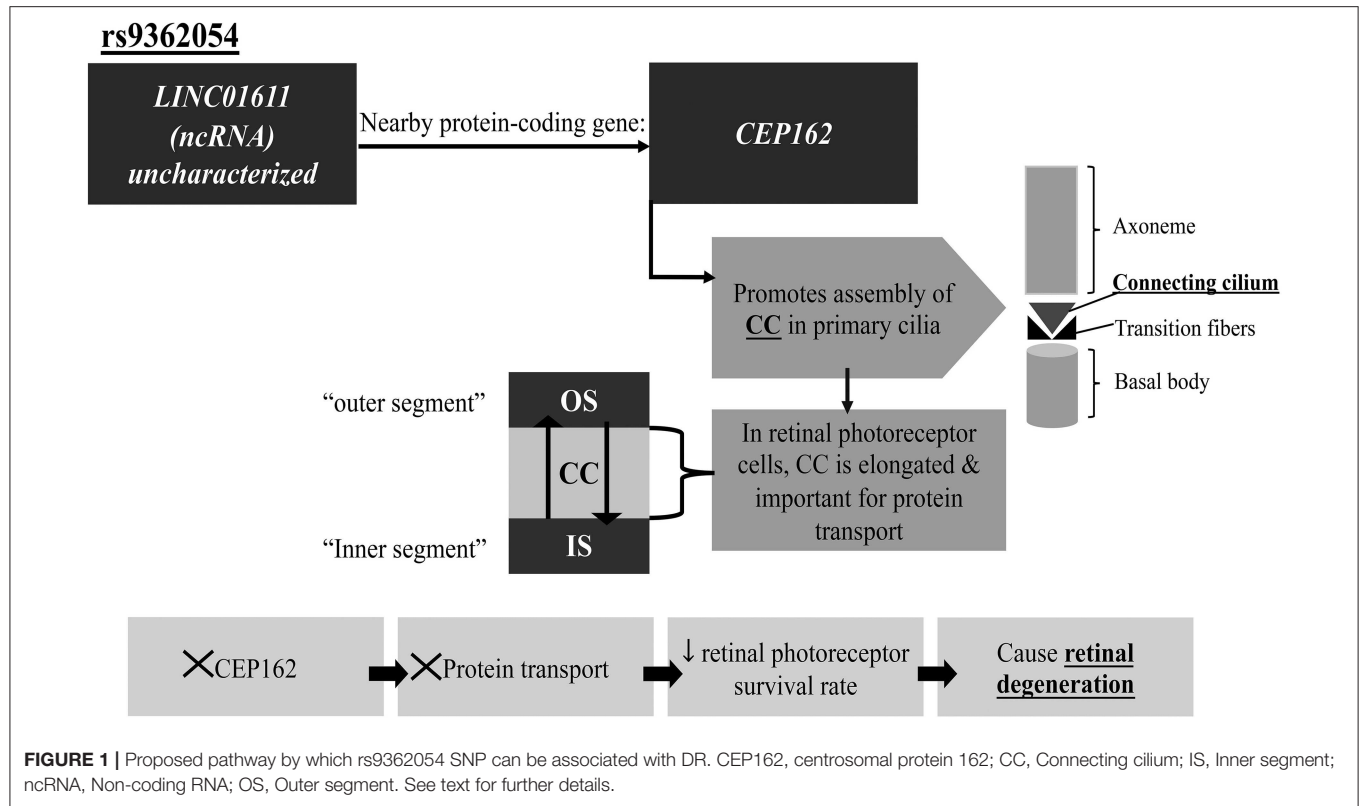 rs9362054
LINC01611
(ncRNA)
uncharacterized
Nearby protein-coding gene:
CEP162
Promotes assembly of
CC in primary cilia
Axoneme
Connecting cilium
Transition fibers
Basal body
“outer segment”
OS
CC
IS
“Inner segment”
In retinal photoreceptor
cells, CC is elongated &
important for protein
transport
CEP162
Protein transport
↓ retinal photoreceptor
survival rate
Cause retinal
degeneration
FIGURE 1 | Proposed pathway by which rs9362054 SNP can be associated with DR. CEP162, centrosomal protein 162; CC, Connecting cilium; IS, Inner segment;
ncRNA, Non-coding RNA; OS, Outer segment. See text for further details.